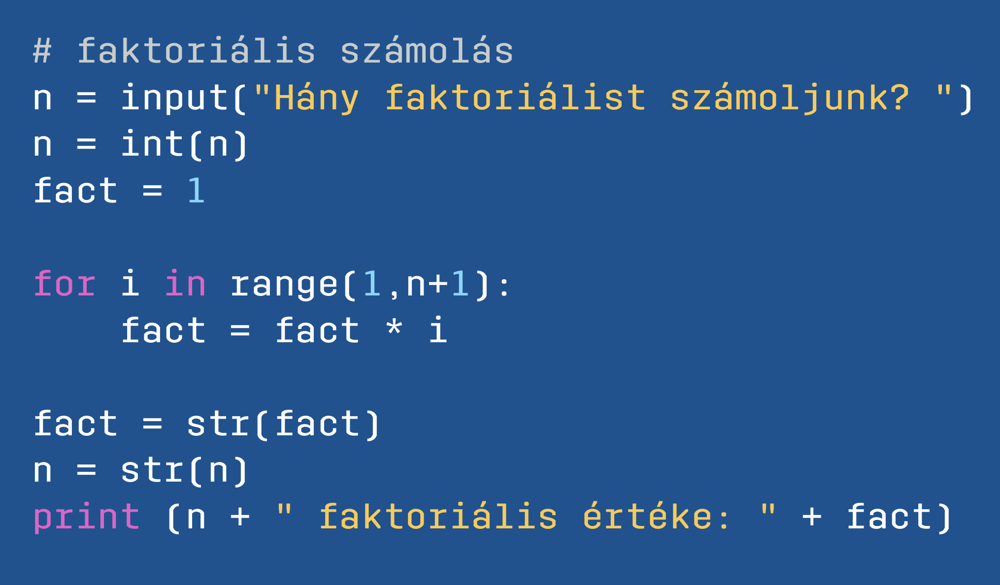 # faktoriális számolás
n = input("Hány faktoriálist számoljunk? ")
n = int(n)
fact = 1
for i in range(1,n+1):
    fact = fact * i
fact = str(fact)
n = str(n)
print (n + " faktoriális értéke: " + fact)